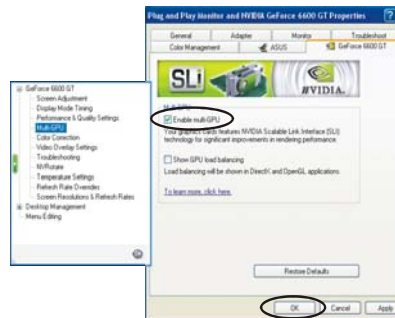 Plug and Play Monitor and NVIDIA GeForce 6600 GT Properties
General
Adapter
Monitor
Troubleshoot
Color Management
ASUS
GeForce 6600 GT
SLI
NVIDIA.
Multi-GPU
Enable multi-GPU
Your graphics cards features NVIDIA Scalable Link Interface (SLI)
technology for significant improvements in rendering performance.
Show GPU load balancing
Load balancing will be shown in Direct3D and OpenGL applications.
To learn more, click here.
Restore Defaults
OK
Cancel
Apply
GeForce 6600 GT
Screen Adjustment
Display Mode Timing
Performance & Quality Settings
Multi-GPU
Color Correction
Video Overlay Settings
Troubleshooting
NVRotate
Temperature Settings
Refresh Rate Overrides
Screen Resolutions & Refresh Rates
Desktop Management
Menu Editing